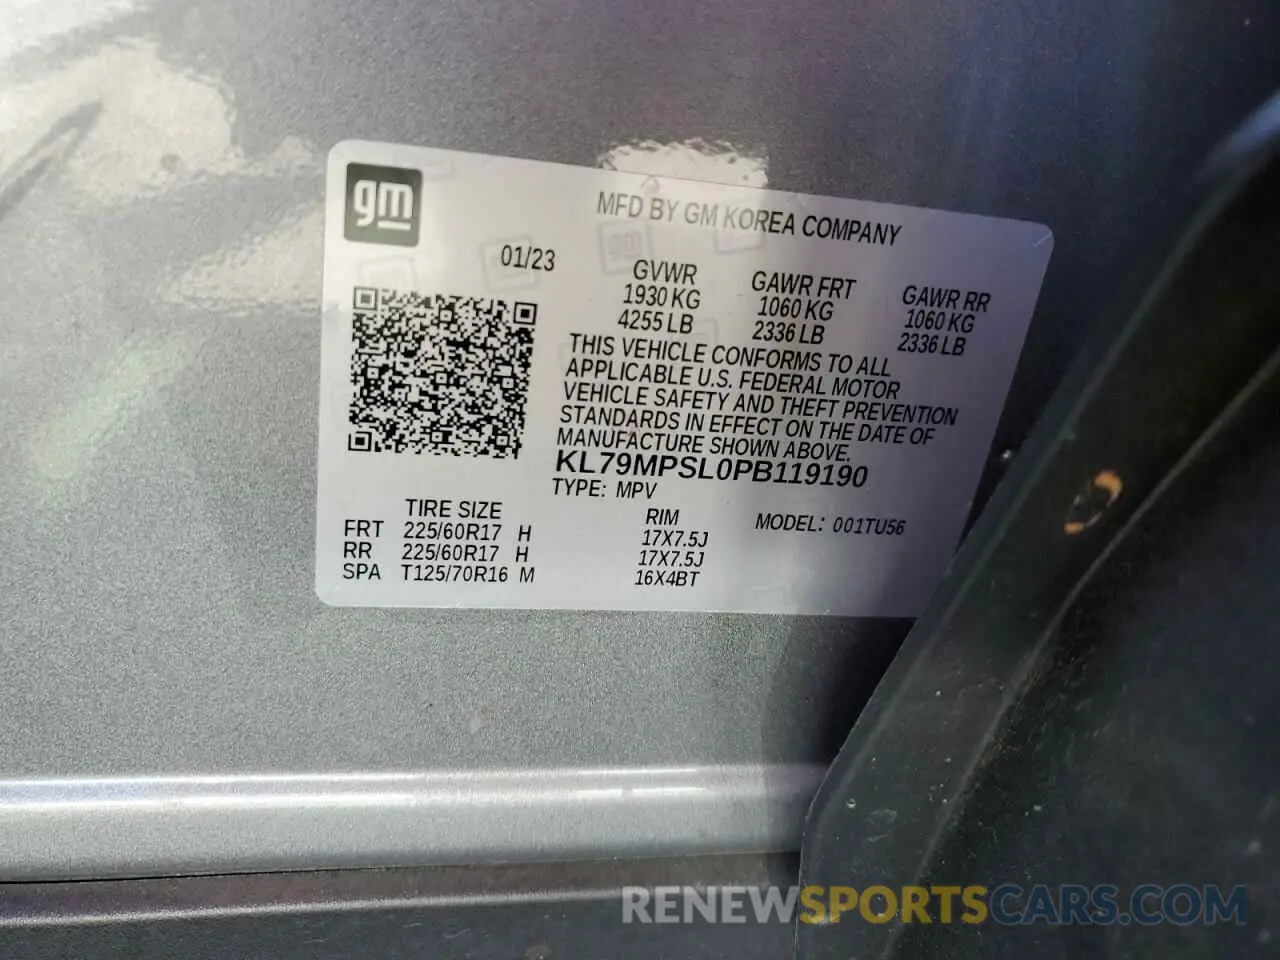 gm
MFD BY GM KOREA COMPANY
01/23
GVWR GAWR FRT GAWR RR
1930 KG 1060 KG 1060 KG
4255 LB 2336 LB 2336 LB
THIS VEHICLE CONFORMS TO ALL
APPLICABLE U.S. FEDERAL MOTOR
VEHICLE SAFETY AND THEFT PREVENTION
STANDARDS IN EFFECT ON THE DATE OF
MANUFACTURE SHOWN ABOVE.
KL79MPSL0PB119190
TYPE: MPV
TIRE SIZE RIM MODEL: 001TU56
FRT 225/60R17 H 17X7.5J
RR 225/60R17 H 17X7.5J
SPA T125/70R16 M 16X4BT
RENEWSPORTSCARS.COM